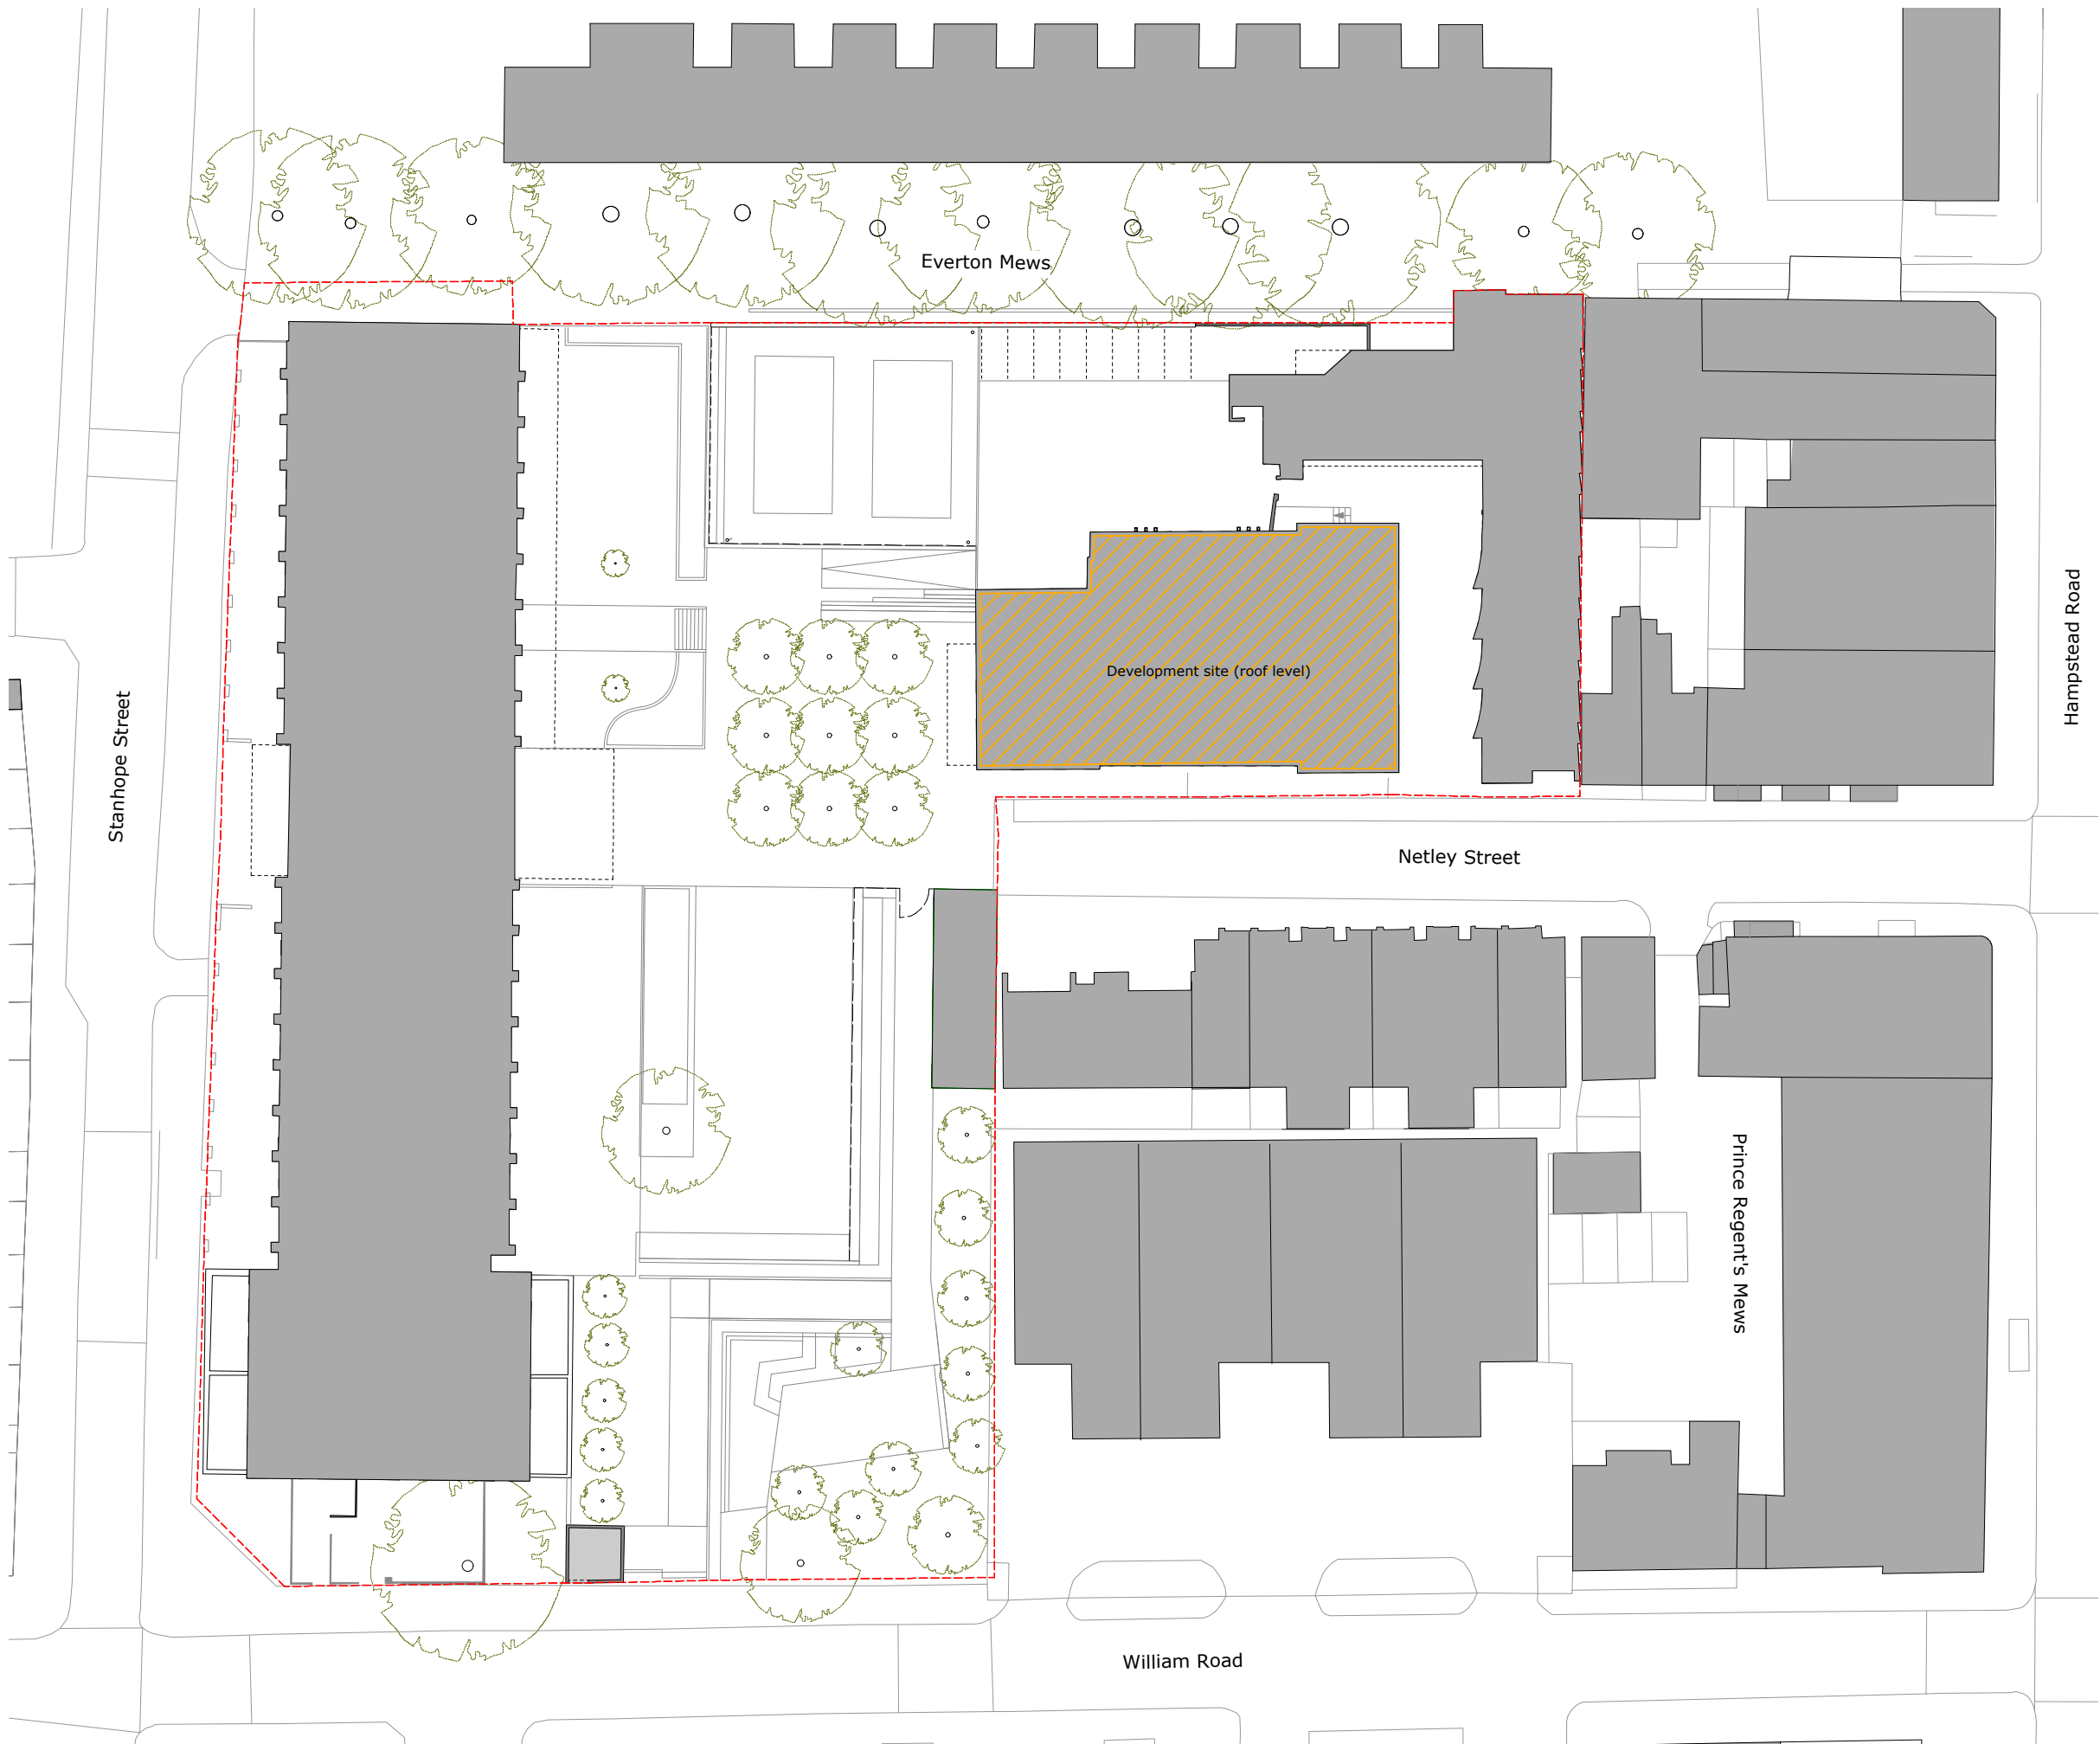 Everton Mews
Development site (roof level)
Stanhope Street
Hampstead Road
Netley Street
Prince Regent's Mews
William Road